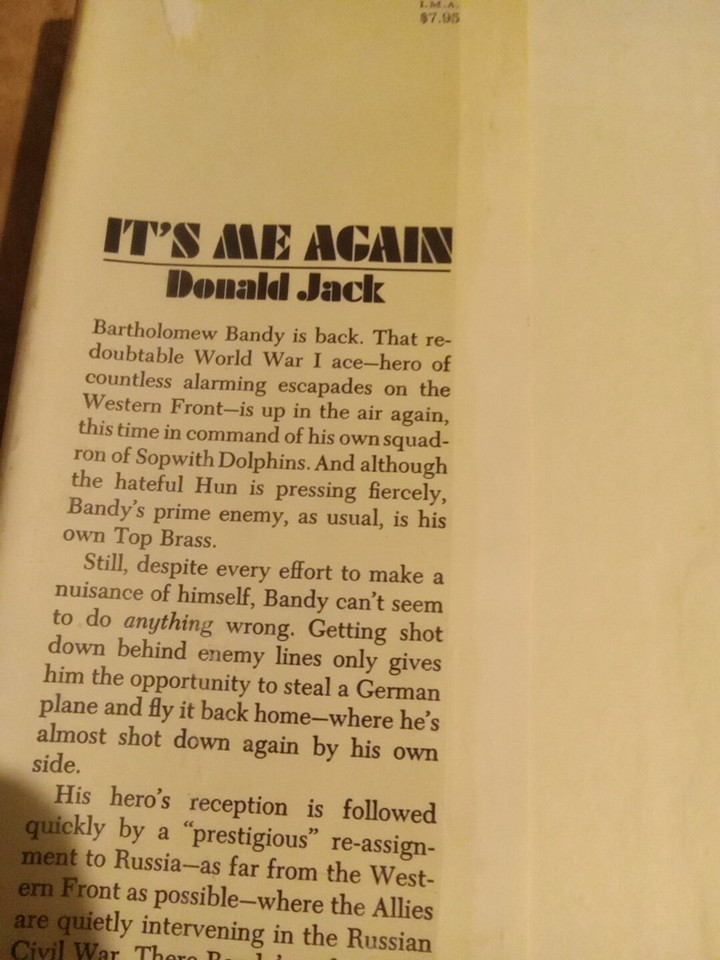 I.M.A.
$7.95
IT'S ME AGAIN
Donald Jack
Bartholomew Bandy is back. That re-
doubtable World War I ace—hero of
countless alarming escapades on the
Western Front—is up in the air again,
this time in command of his own squad-
ron of Sopwith Dolphins. And although
the hateful Hun is pressing fiercely,
Bandy's prime enemy, as usual, is his
own Top Brass.
Still, despite every effort to make a
nuisance of himself, Bandy can't seem
to do anything wrong. Getting shot
down behind enemy lines only gives
him the opportunity to steal a German
plane and fly it back home—where he's
almost shot down again by his own
side.
His hero's reception is followed
quickly by a "prestigious" re-assign-
ment to Russia—as far from the West-
ern Front as possible—where the Allies
are quietly intervening in the Russian
Civil War. There